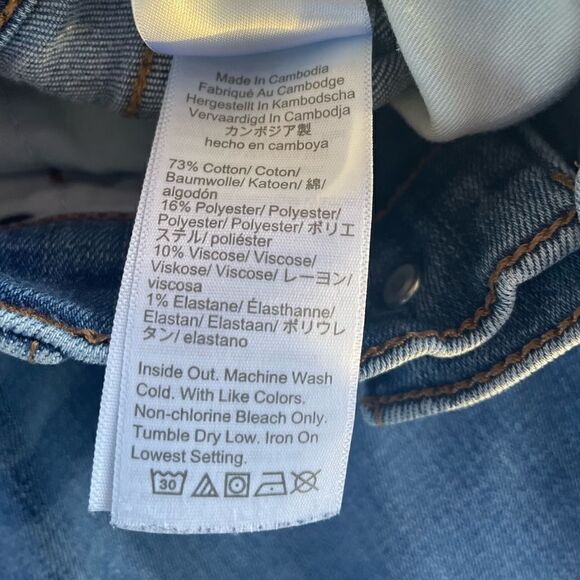 Made In Cambodia
Fabriqué Au Cambodge
Hergestellt In Kambodscha
Vervaardigd In Cambodja
カンボジア製
hecho en camboya
73% Cotton/ Coton/
Baumwolle/ Katoen/ 綿/
algodón
16% Polyester/ Polyester/
Polyester/ Polyester/ ポリエ
ステル/ poliéster
10% Viscose/ Viscose/
Viskose/ Viscose/ レーヨン/
viscosa
1% Elastane/ Élasthanne/
Elastan/ Elastaan/ ポリウレ
タン/ elastano
Inside Out. Machine Wash
Cold. With Like Colors.
Non-chlorine Bleach Only.
Tumble Dry Low. Iron On
Lowest Setting.
30